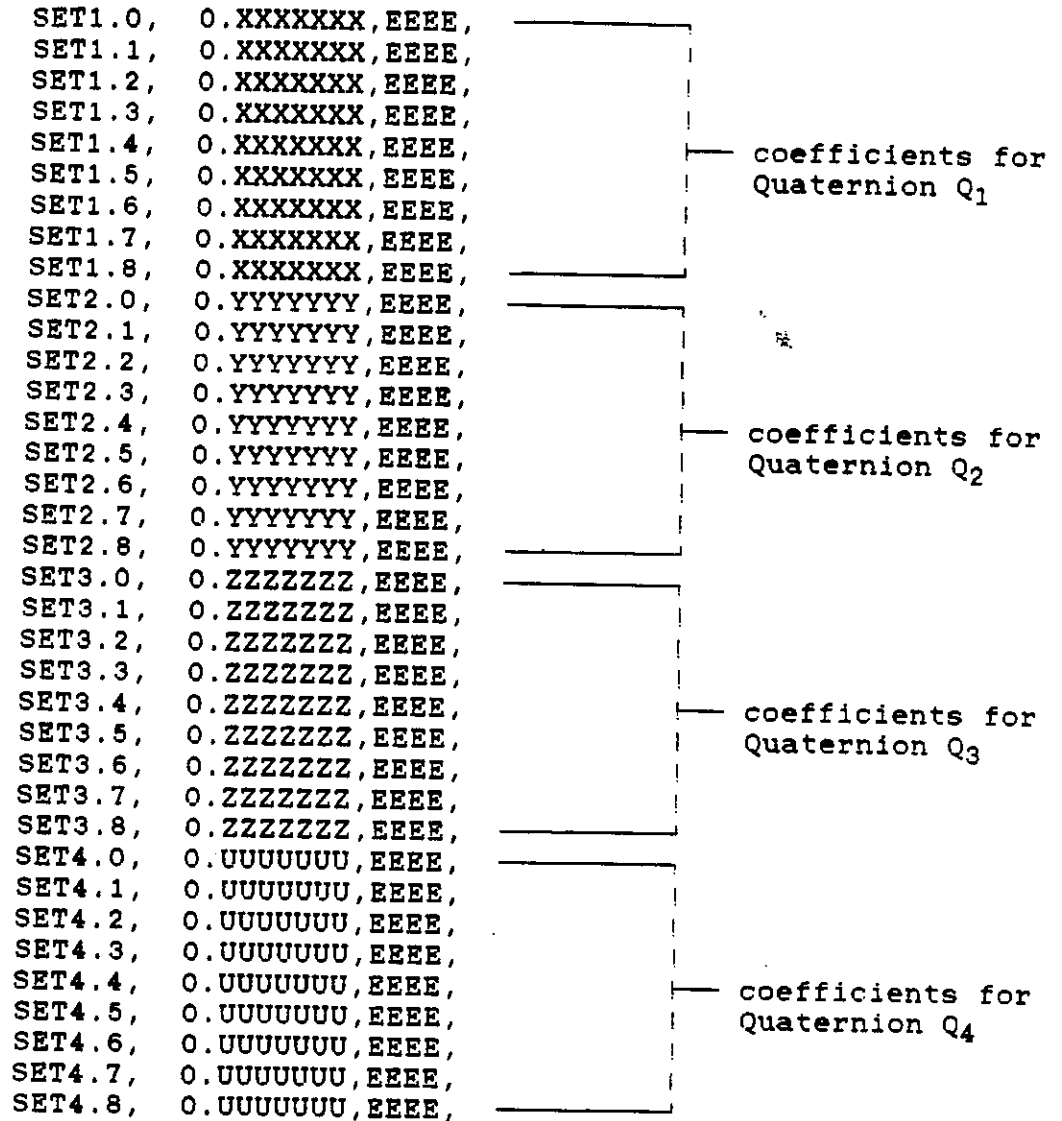 SET1.0, 0.XXXXXXX,EEEE,
SET1.1, 0.XXXXXXX,EEEE,
SET1.2, 0.XXXXXXX,EEEE,
SET1.3, 0.XXXXXXX,EEEE,
SET1.4, 0.XXXXXXX,EEEE,
coefficients for
SET1.5, 0.XXXXXXX,EEEE,
Quaternion Q1
SET1.6, 0.XXXXXXX,EEEE,
SET1.7, 0.XXXXXXX,EEEE,
SET1.8, 0.XXXXXXX,EEEE,
SET2.0, 0.YYYYYYY,EEEE,
SET2.1, 0.YYYYYYY,EEEE,
SET2.2, 0.YYYYYYY,EEEE,
SET2.3, 0.YYYYYYY,EEEE,
SET2.4, 0.YYYYYYY,EEEE,
coefficients for
SET2.5, 0.YYYYYYY,EEEE,
Quaternion Q2
SET2.6, 0.YYYYYYY,EEEE,
SET2.7, 0.YYYYYYY,EEEE,
SET2.8, 0.YYYYYYY,EEEE,
SET3.0, 0.ZZZZZZZ,EEEE,
SET3.1, 0.ZZZZZZZ,EEEE,
SET3.2, 0.ZZZZZZZ,EEEE,
SET3.3, 0.ZZZZZZZ,EEEE,
SET3.4, 0.ZZZZZZZ,EEEE,
coefficients for
SET3.5, 0.ZZZZZZZ,EEEE,
Quaternion Q3
SET3.6, 0.ZZZZZZZ,EEEE,
SET3.7, 0.ZZZZZZZ,EEEE,
SET3.8, 0.ZZZZZZZ,EEEE,
SET4.0, 0.UUUUUUU,EEEE,
SET4.1, 0.UUUUUUU,EEEE,
SET4.2, 0.UUUUUUU,EEEE,
SET4.3, 0.UUUUUUU,EEEE,
SET4.4, 0.UUUUUUU,EEEE,
coefficients for
SET4.5, 0.UUUUUUU,EEEE,
Quaternion Q4
SET4.6, 0.UUUUUUU,EEEE,
SET4.7, 0.UUUUUUU,EEEE,
SET4.8, 0.UUUUUUU,EEEE,